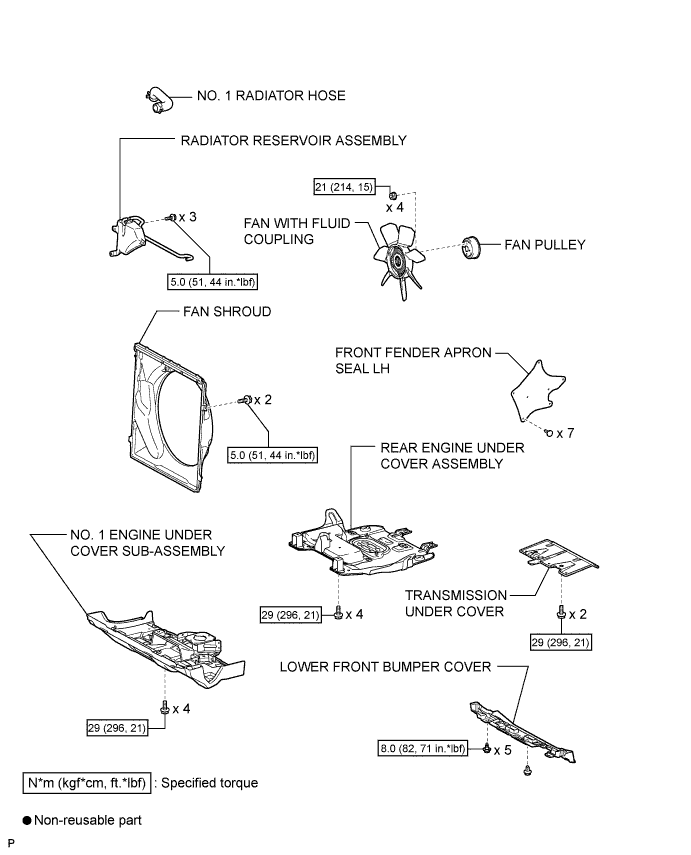 NO. 1 RADIATOR HOSE
RADIATOR RESERVOIR ASSEMBLY
21 (214, 15)
x 4
x 3
FAN WITH FLUID
COUPLING
FAN PULLEY
5.0 (51, 44 in.*lbf)
FAN SHROUD
FRONT FENDER APRON
SEAL LH
x 2
x 7
5.0 (51, 44 in.*lbf)
REAR ENGINE UNDER
COVER ASSEMBLY
NO. 1 ENGINE UNDER
COVER SUB-ASSEMBLY
TRANSMISSION
UNDER COVER
29 (296, 21)
x 4
x 2
29 (296, 21)
LOWER FRONT BUMPER COVER
x 4
29 (296, 21)
8.0 (82, 71 in.*lbf)
x 5
N*m (kgf*cm, ft.*lbf) : Specified torque
● Non-reusable part
P